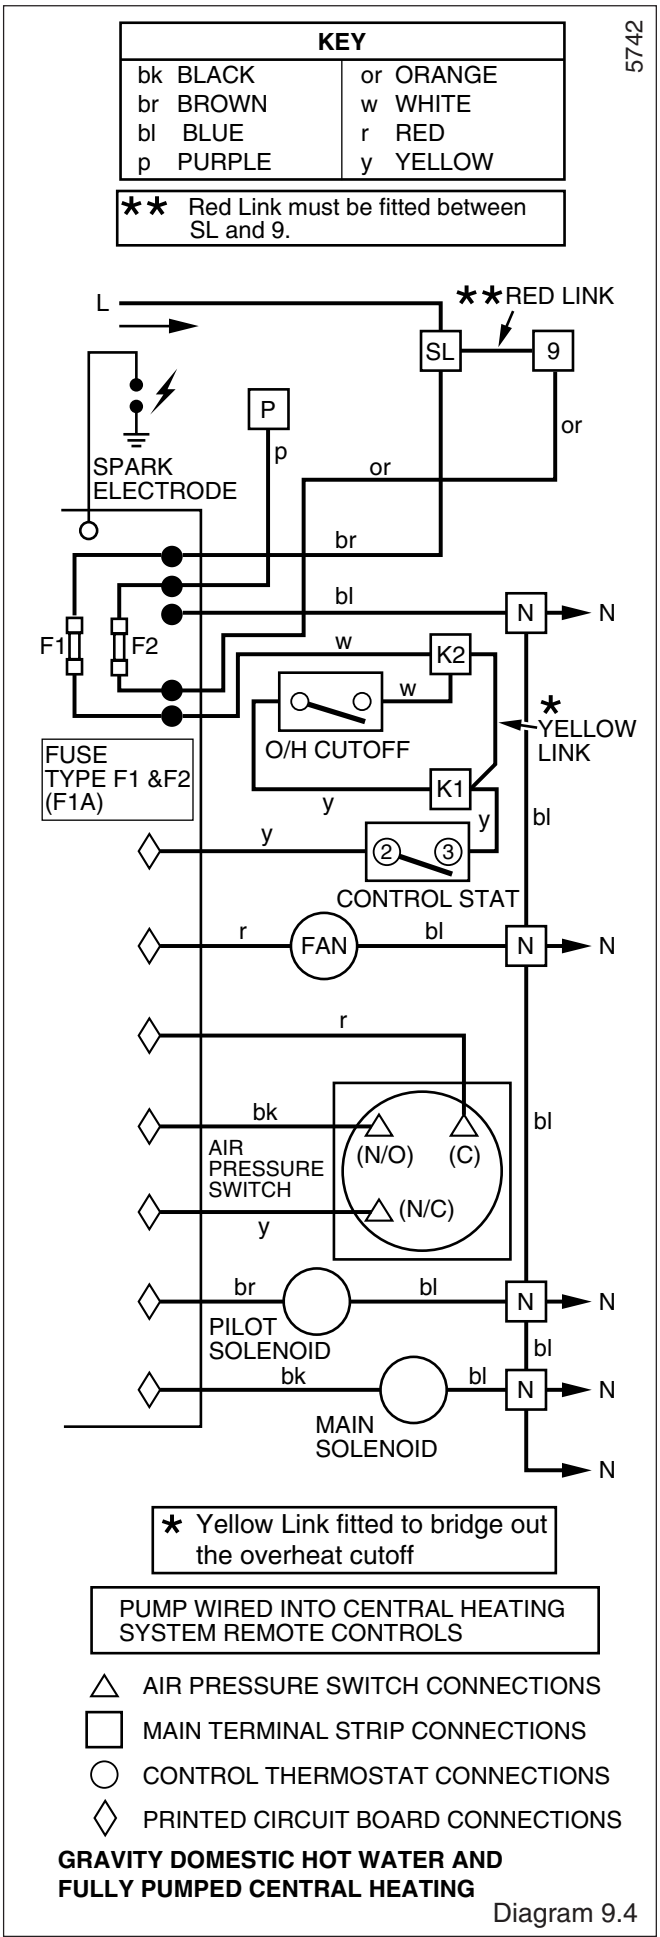 5742
KEY
bk BLACK
or ORANGE
br BROWN
w WHITE
bl BLUE
r RED
p PURPLE
y YELLOW
** Red Link must be fitted between
SL and 9.
L
**RED LINK
SL
9
P
or
p
SPARK
ELECTRODE
or
br
bl
N
N
F1
F2
w
K2
w
*
YELLOW
LINK
O/H CUTOFF
FUSE
TYPE F1 &F2
(F1A)
K1
y
y
bl
y
2
3
CONTROL STAT
r
FAN
bl
N
N
r
bk
bl
AIR
PRESSURE
SWITCH
(N/O)
(C)
(N/C)
y
br
bl
N
N
PILOT
SOLENOID
bl
bk
bl
N
N
MAIN
SOLENOID
N
* Yellow Link fitted to bridge out
the overheat cutoff
PUMP WIRED INTO CENTRAL HEATING
SYSTEM REMOTE CONTROLS
AIR PRESSURE SWITCH CONNECTIONS
MAIN TERMINAL STRIP CONNECTIONS
CONTROL THERMOSTAT CONNECTIONS
PRINTED CIRCUIT BOARD CONNECTIONS
GRAVITY DOMESTIC HOT WATER AND
FULLY PUMPED CENTRAL HEATING
Diagram 9.4